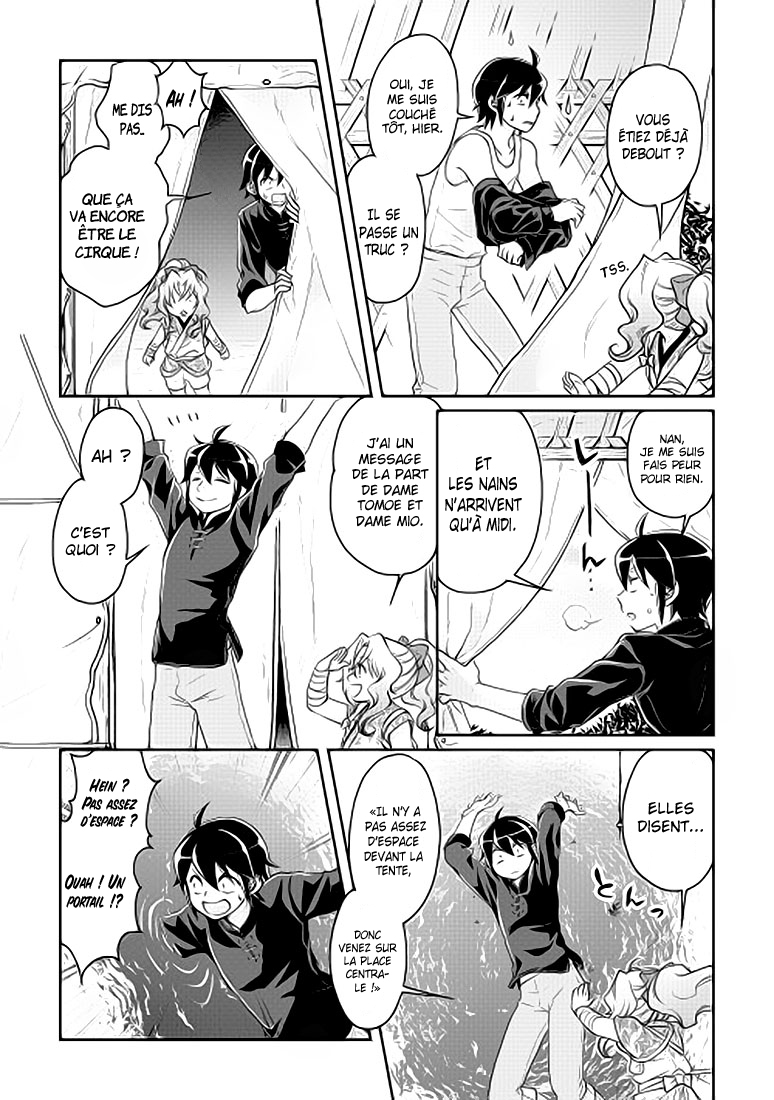 VOUS
ÉTIEZ DÉJÀ
DEBOUT ?
TSS.
OUI, JE
ME SUIS
COUCHÉ
TÔT, HIER.
IL SE
PASSE UN
TRUC ?
AH !
ME DIS
PAS..
QUE ÇA
VA ENCORE
ÊTRE LE
CIRQUE !
NAN,
JE ME SUIS
FAIS PEUR
POUR RIEN.
ET
LES NAINS
N'ARRIVENT
QU'À MIDI.
J'AI UN
MESSAGE
DE LA PART
DE DAME
TOMOE ET
DAME MIO.
AH ?
C'EST
QUOI ?
ELLES
DISENT...
とんっ
«IL N'Y A
PAS ASSEZ
D'ESPACE
DEVANT LA
TENTE,
DONC
VENEZ SUR
LA PLACE
CENTRA-
LE !»
HEIN ?
PAS ASSEZ
D'ESPACE ?
OUAH ! UN
PORTAIL !?